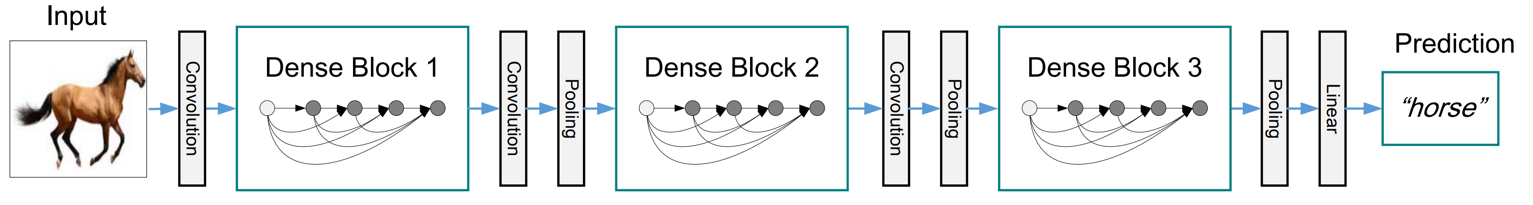 Input
Convolution
Dense Block 1
Convolution
Pooling
Dense Block 2
Convolution
Pooling
Dense Block 3
Pooling
Linear
Prediction
“horse”